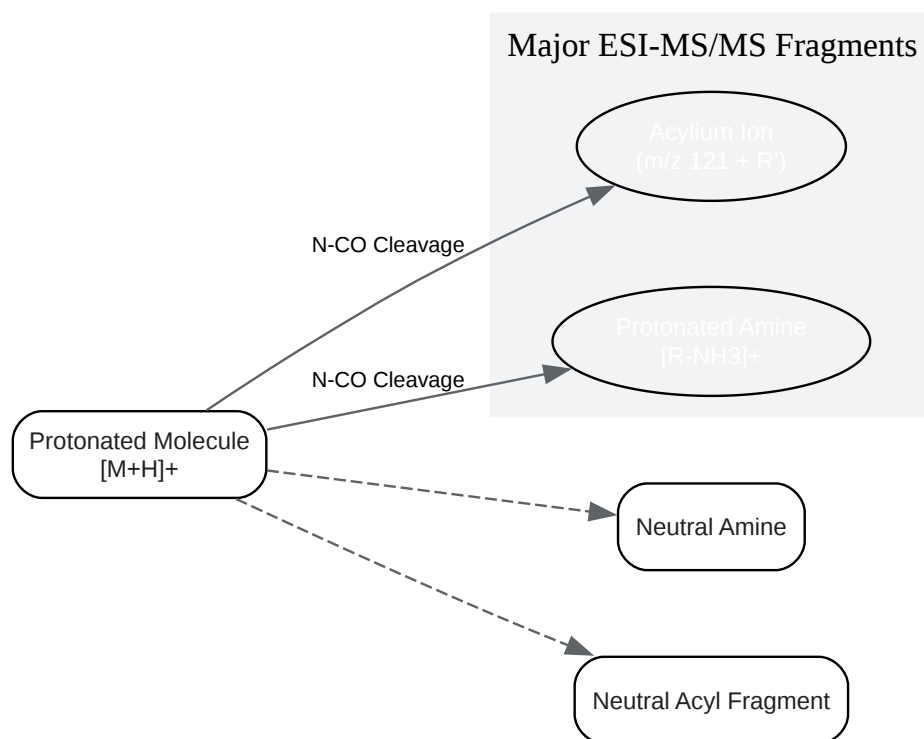 Major ESI-MS/MS Fragments
Acylium Ion
(m/z 121 + R')
N-CO Cleavage
Protonated Amine
[R-NH3]+
N-CO Cleavage
Protonated Molecule
[M+H]+
Neutral Amine
Neutral Acyl Fragment